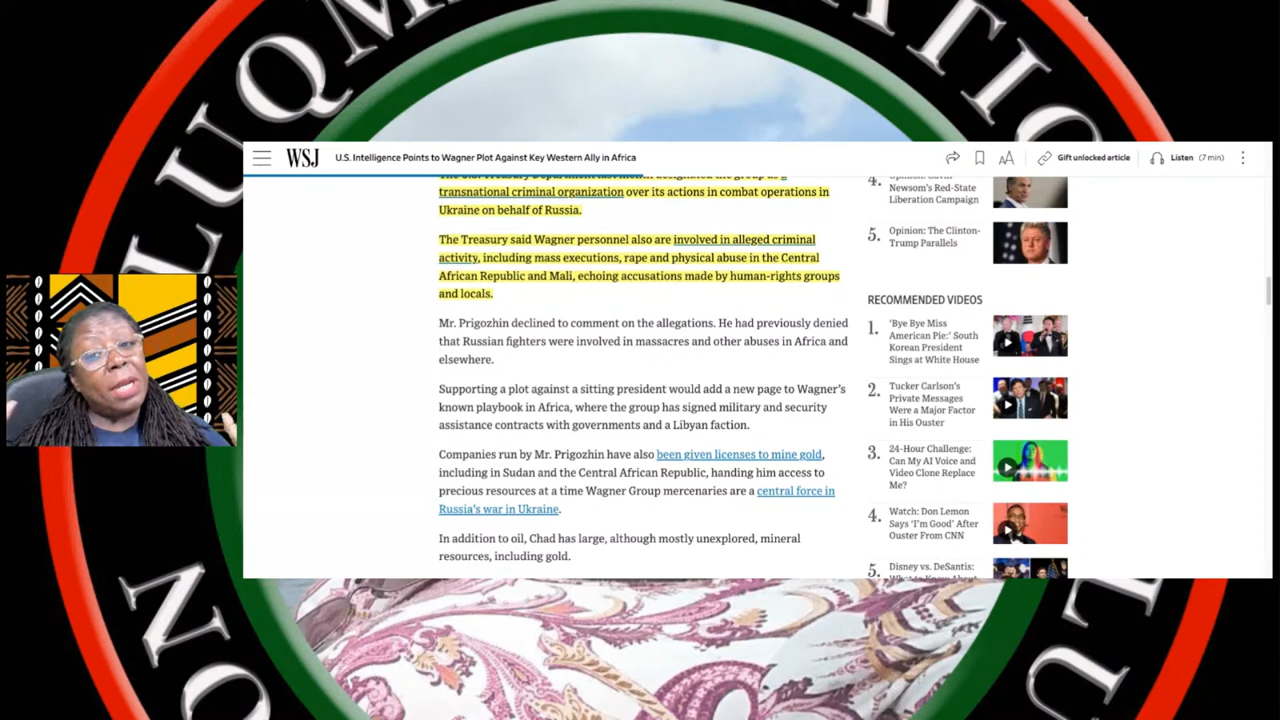 LUQM
WSJ
U.S. Intelligence Points to Wagner Plot Against Key Western Ally in Africa
Gift unlocked article
Listen (7 min)
transnational criminal organization over its actions in combat operations in
Ukraine on behalf of Russia.
The Treasury said Wagner personnel also are involved in alleged criminal
activity, including mass executions, rape and physical abuse in the Central
African Republic and Mali, echoing accusations made by human-rights groups
and locals.
Mr. Prigozhin declined to comment on the allegations. He had previously denied
that Russian fighters were involved in massacres and other abuses in Africa and
elsewhere.
Supporting a plot against a sitting president would add a new page to Wagner's
known playbook in Africa, where the group has signed military and security
assistance contracts with governments and a Libyan faction.
Companies run by Mr. Prigozhin have also been given licenses to mine gold,
including in Sudan and the Central African Republic, handing him access to
precious resources at a time Wagner Group mercenaries are a central force in
Russia's war in Ukraine.
In addition to oil, Chad has large, although mostly unexplored, mineral
resources, including gold.
4.
Newsom's Red-State
Liberation Campaign
5. Opinion: The Clinton-
Trump Parallels
RECOMMENDED VIDEOS
1. 'Bye Bye Miss
American Pie:' South
Korean President
Sings at White House
2. Tucker Carlson's
Private Messages
Were a Major Factor
in His Ouster
3. 24-Hour Challenge:
Can My AI Voice and
Video Clone Replace
Me?
4. Watch: Don Lemon
Says 'I'm Good' After
Ouster From CNN
5. Disney vs. DeSantis: